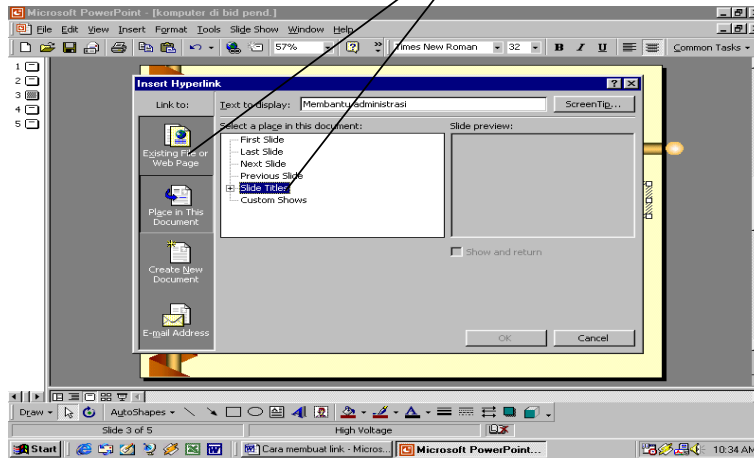 Microsoft PowerPoint - [komputer di bid pend.]
File Edit View Insert Format Tools Slide Show Window Help
57% Times New Roman 32 B I U Common Tasks
1
2
3
4
5
Insert Hyperlink
Link to: Text to display: Membantu administrasi ScreenTip...
Select a place in this document: Slide preview:
First Slide
Last Slide
Next Slide
Previous Slide
Slide Titles
Custom Shows
Existing File or
Web Page
Place in This
Document
Create New
Document
E-mail Address
Show and return
OK Cancel
Draw AutoShapes
Slide 3 of 5 High Voltage
Start Cara membuat link - Micros... Microsoft PowerPoint... 10:34 AM